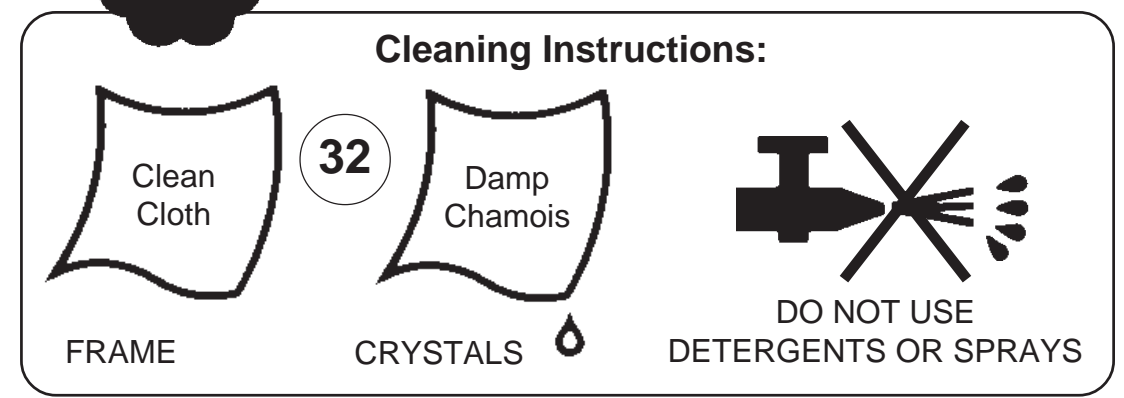 Cleaning Instructions:
Clean
Cloth
32
Damp
Chamois
FRAME
CRYSTALS
DO NOT USE
DETERGENTS OR SPRAYS